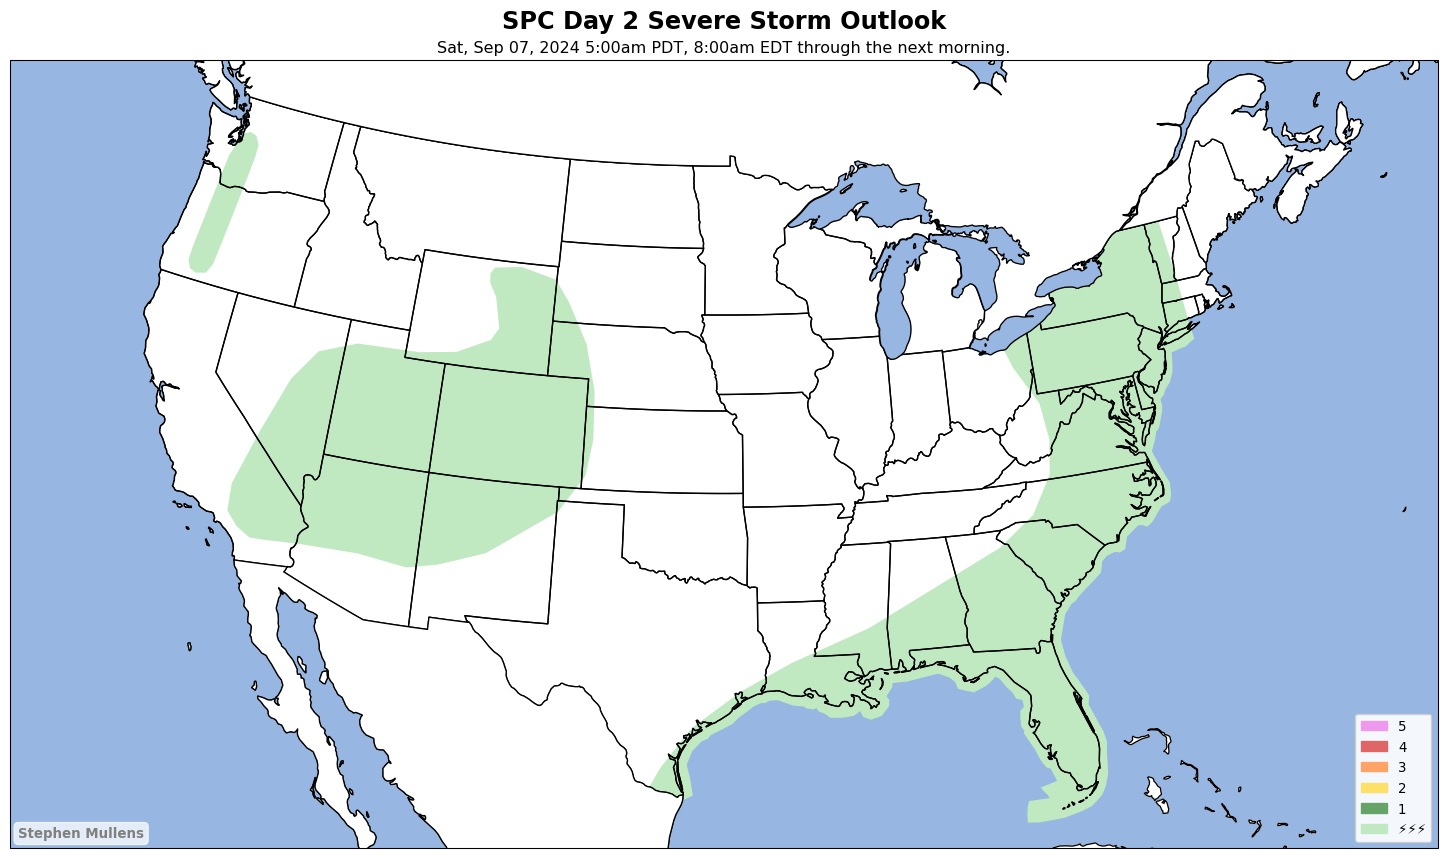 SPC Day 2 Severe Storm Outlook
Sat, Sep 07, 2024 5:00am PDT, 8:00am EDT through the next morning.
5
4
3
2
1
⚡⚡⚡
Stephen Mullens